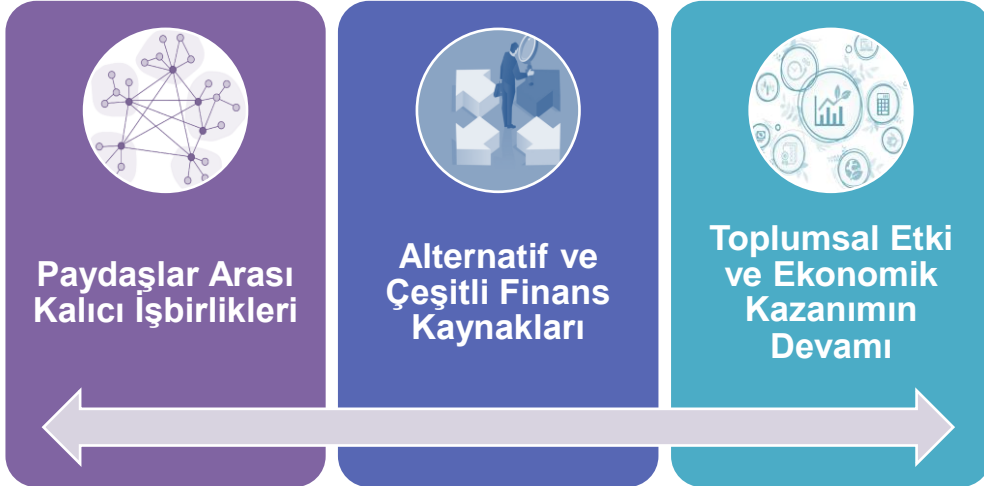 Paydaşlar Arası
Kalıcı İşbirlikleri
Alternatif ve
Çeşitli Finans
Kaynakları
Toplumsal Etki
ve Ekonomik
Kazanımın
Devamı